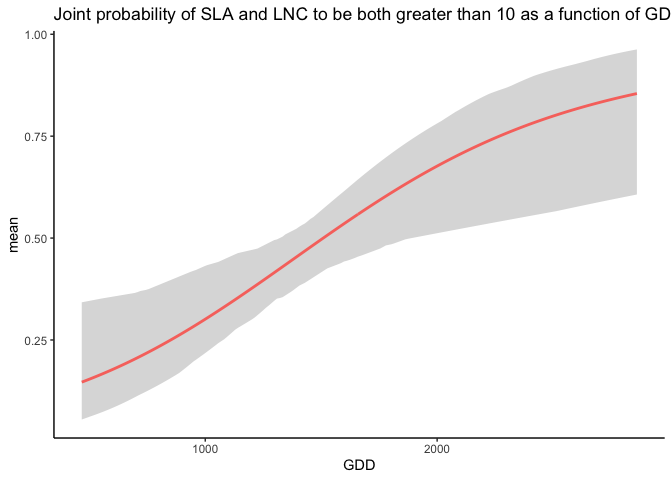 Joint probability of SLA and LNC to be both greater than 10 as a function of GD
1.00
0.75
0.50
0.25
mean
1000
2000
GDD